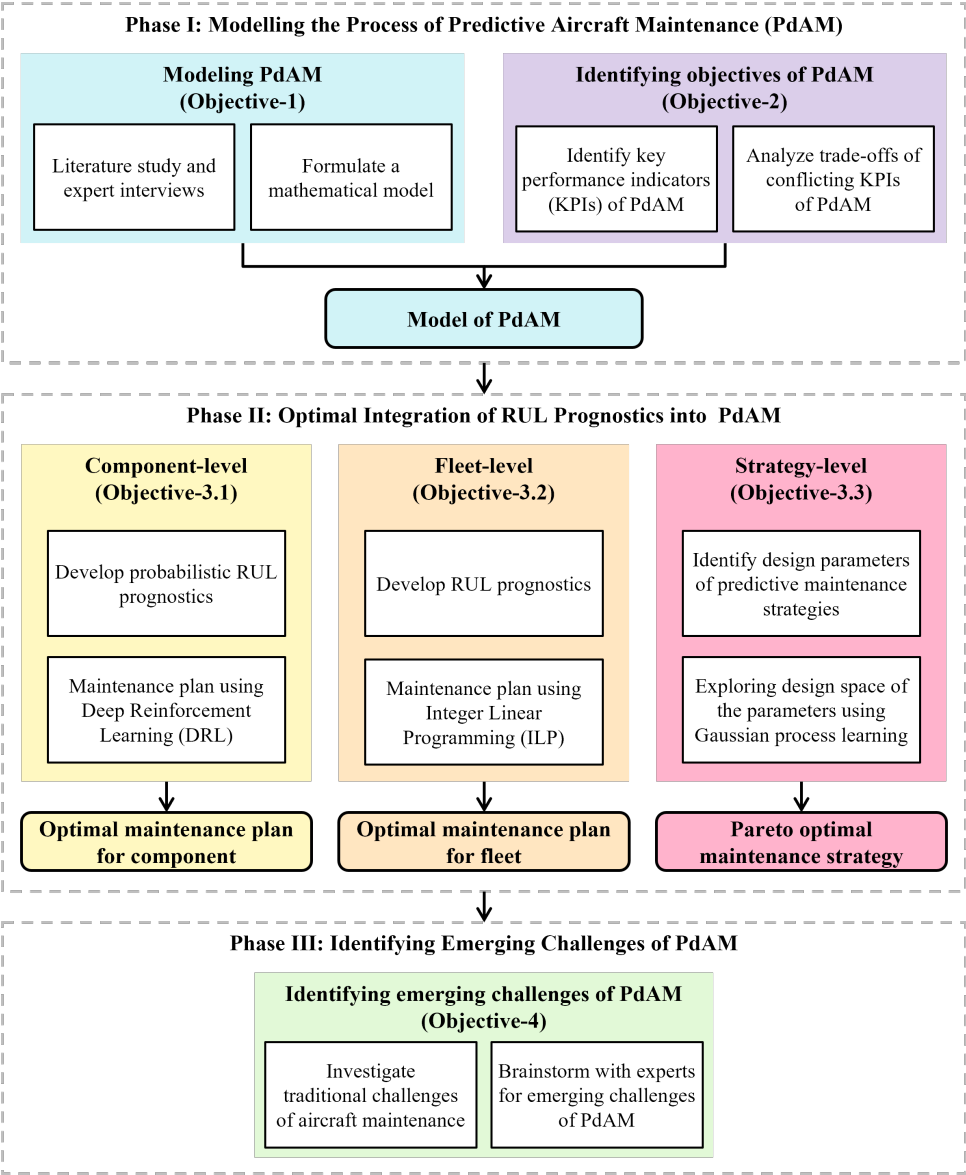 Phase I: Modelling the Process of Predictive Aircraft Maintenance (PdAM)
Modeling PdAM
(Objective-1)
Literature study and
expert interviews
Formulate a
mathematical model
Identifying objectives of PdAM
(Objective-2)
Identify key
performance indicators
(KPIs) of PdAM
Analyze trade-offs of
conflicting KPIs
of PdAM
Model of PdAM
Phase II: Optimal Integration of RUL Prognostics into PdAM
Component-level
(Objective-3.1)
Develop probabilistic RUL
prognostics
Maintenance plan using
Deep Reinforcement
Learning (DRL)
Optimal maintenance plan
for component
Fleet-level
(Objective-3.2)
Develop RUL prognostics
Maintenance plan using
Integer Linear
Programming (ILP)
Optimal maintenance plan
for fleet
Strategy-level
(Objective-3.3)
Identify design parameters
of predictive maintenance
strategies
Exploring design space of
the parameters using
Gaussian process learning
Pareto optimal
maintenance strategy
Phase III: Identifying Emerging Challenges of PdAM
Identifying emerging challenges of PdAM
(Objective-4)
Investigate
traditional challenges
of aircraft maintenance
Brainstorm with experts
for emerging challenges
of PdAM